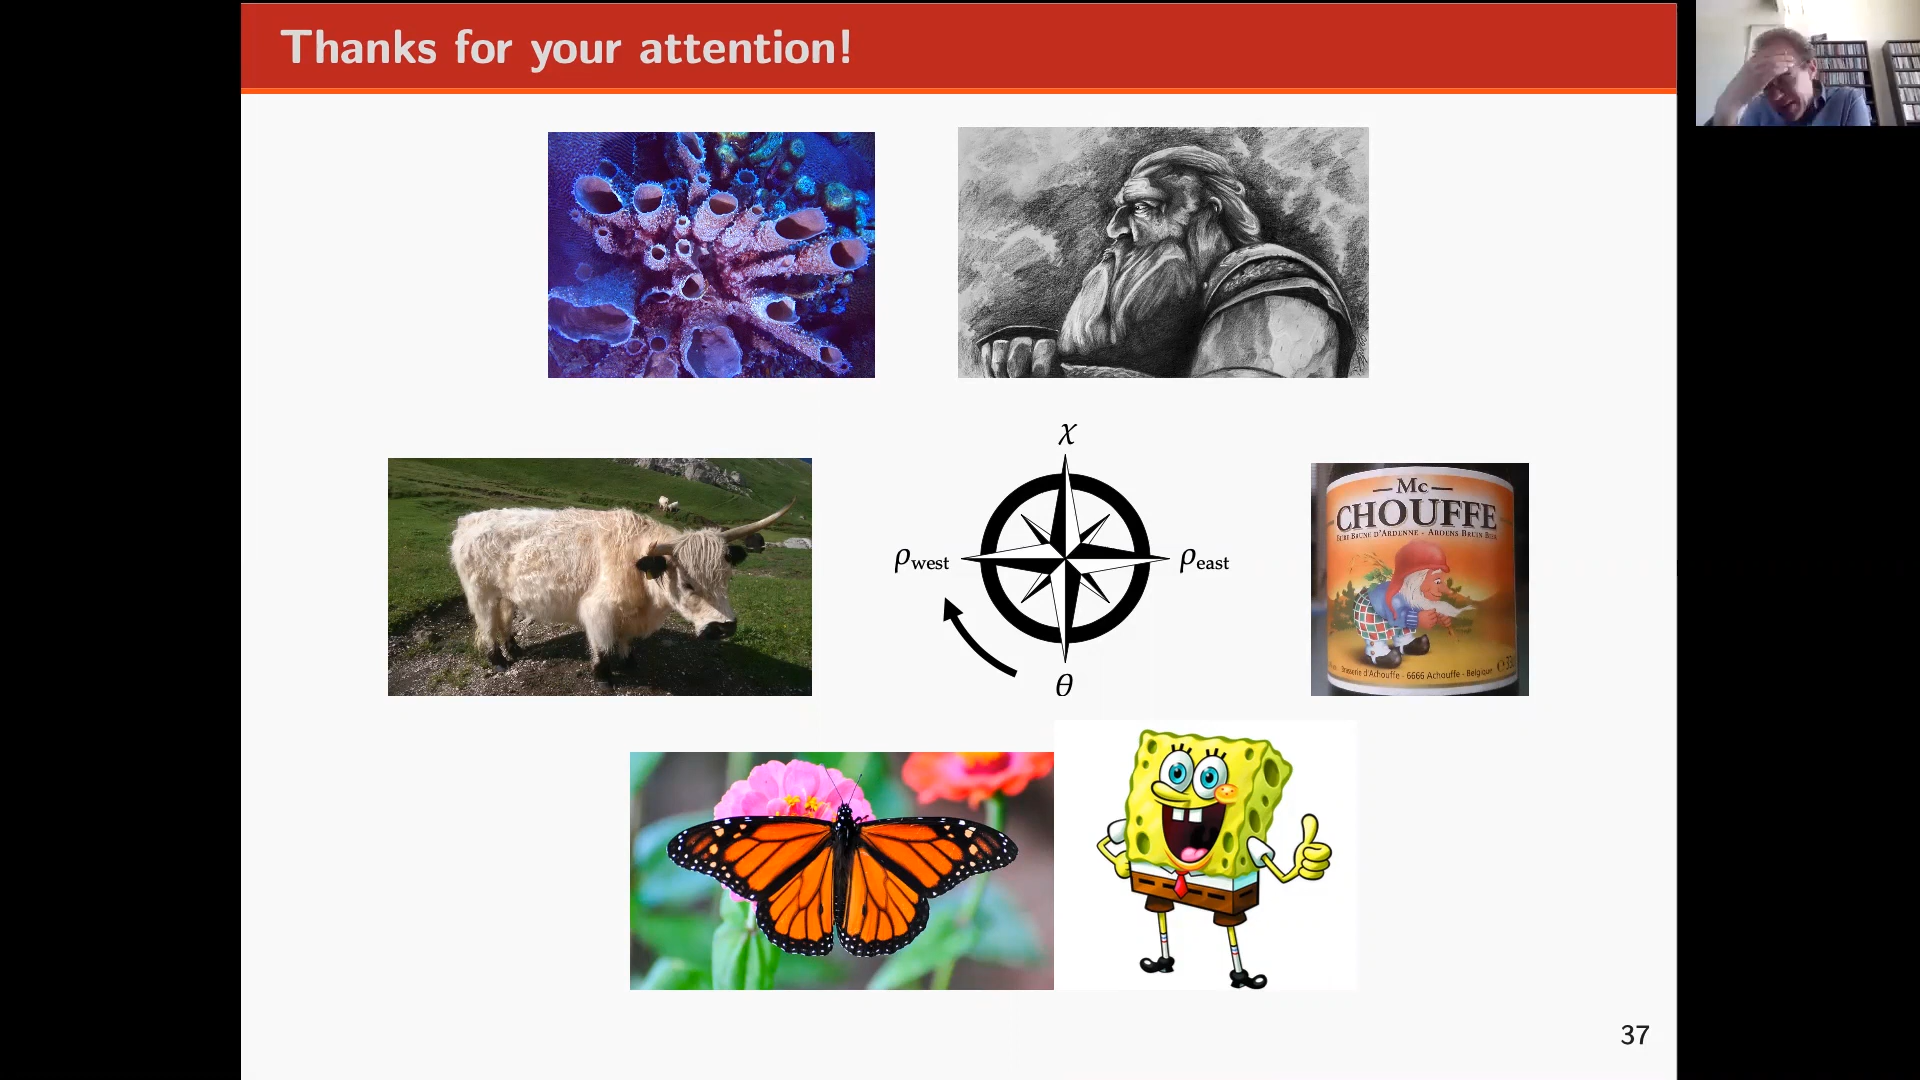 Thanks for your attention!
χ
ρwest
ρeast
θ
Mc
CHOUFFE
BIÈRE BRUNE D'ARDENNE - ARDENS BRUIN BIER
Brasserie d'Achouffe - 6666 Achouffe - Belgique
37